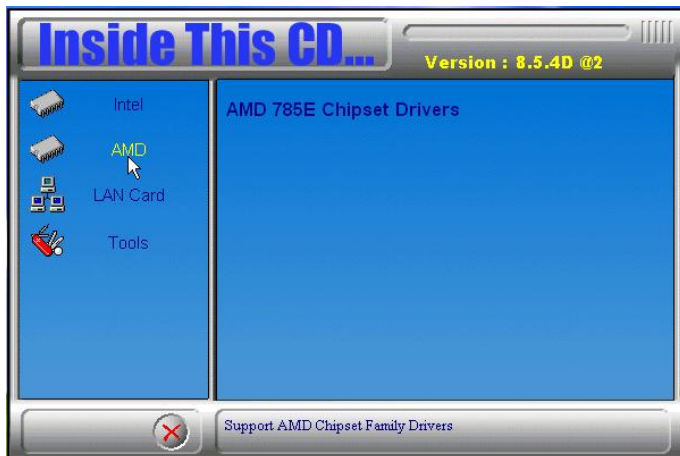 Inside This CD...
Version : 8.5.4D @2
Intel
AMD
LAN Card
Tools
AMD 785E Chipset Drivers
Support AMD Chipset Family Drivers